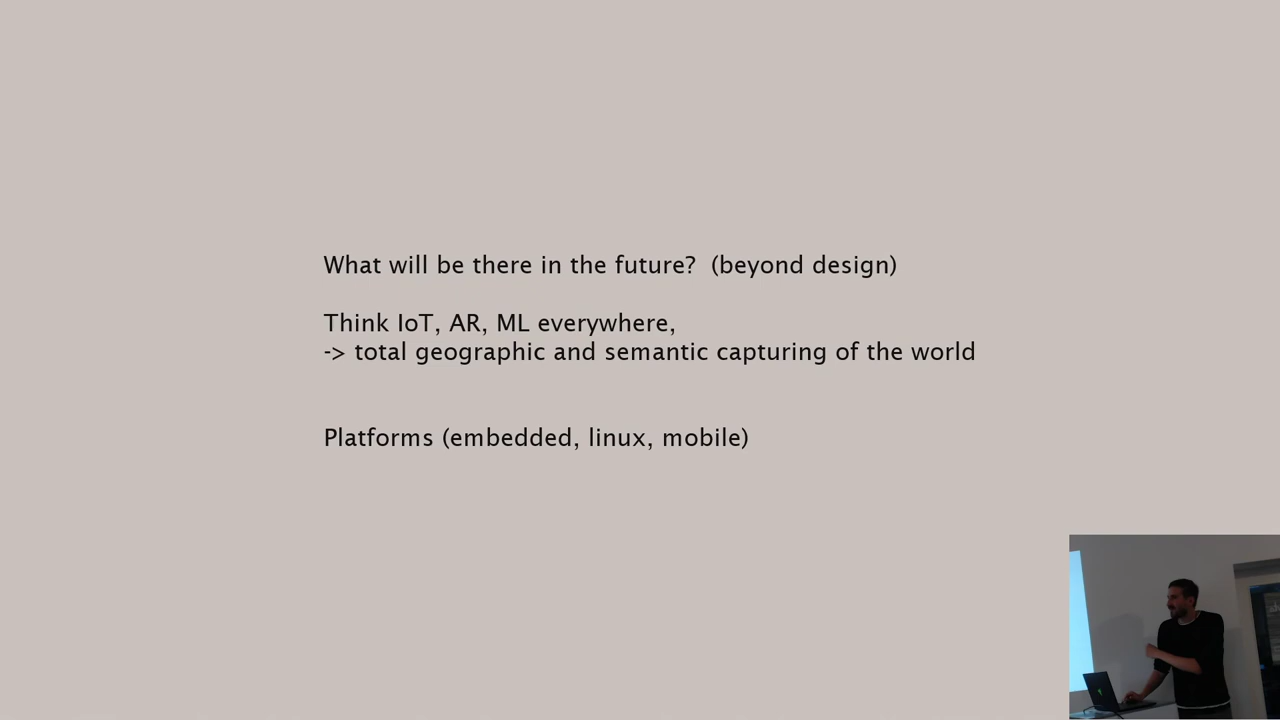 What will be there in the future?  (beyond design)
Think IoT, AR, ML everywhere,
-> total geographic and semantic capturing of the world
Platforms (embedded, linux, mobile)